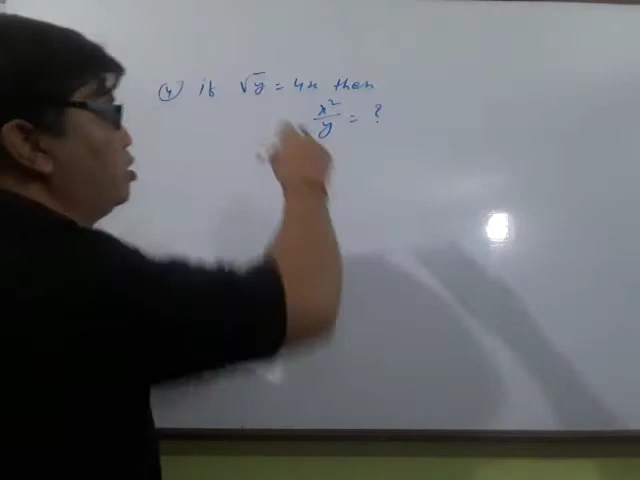 (4) if √y = 4x then
x²/y = ?